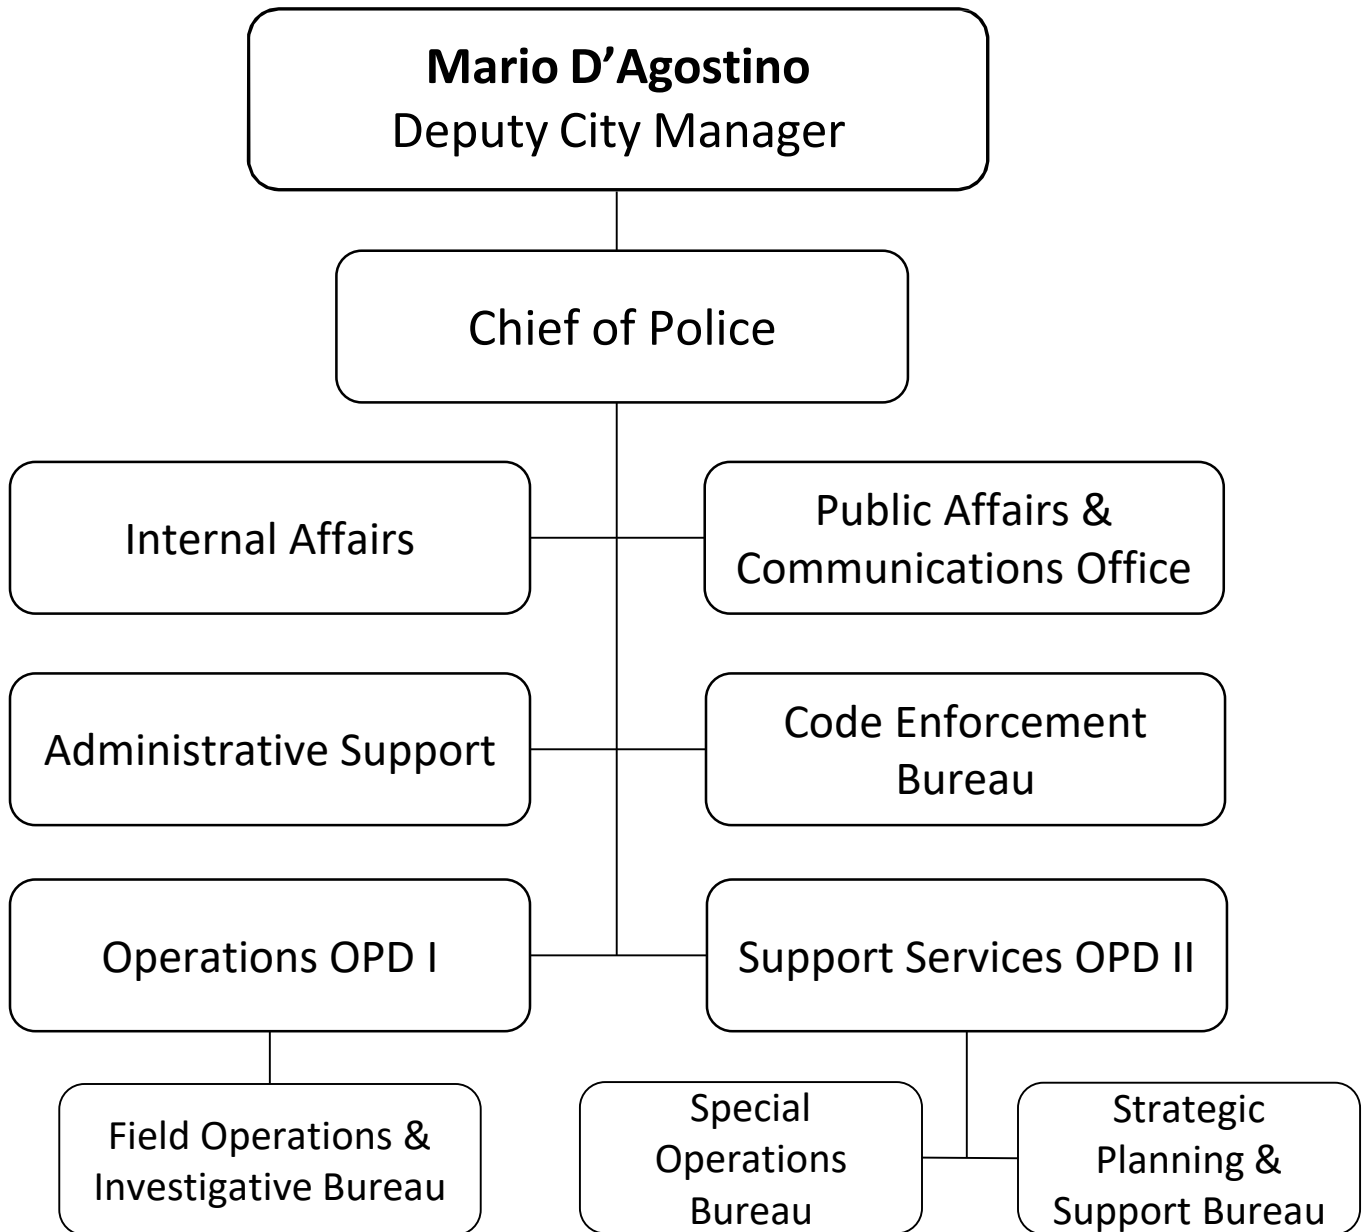 Mario D’Agostino
Deputy City Manager
Chief of Police
Internal Affairs
Public Affairs &
Communications Office
Administrative Support
Code Enforcement
Bureau
Operations OPD I
Support Services OPD II
Field Operations &
Investigative Bureau
Special
Operations
Bureau
Strategic
Planning &
Support Bureau